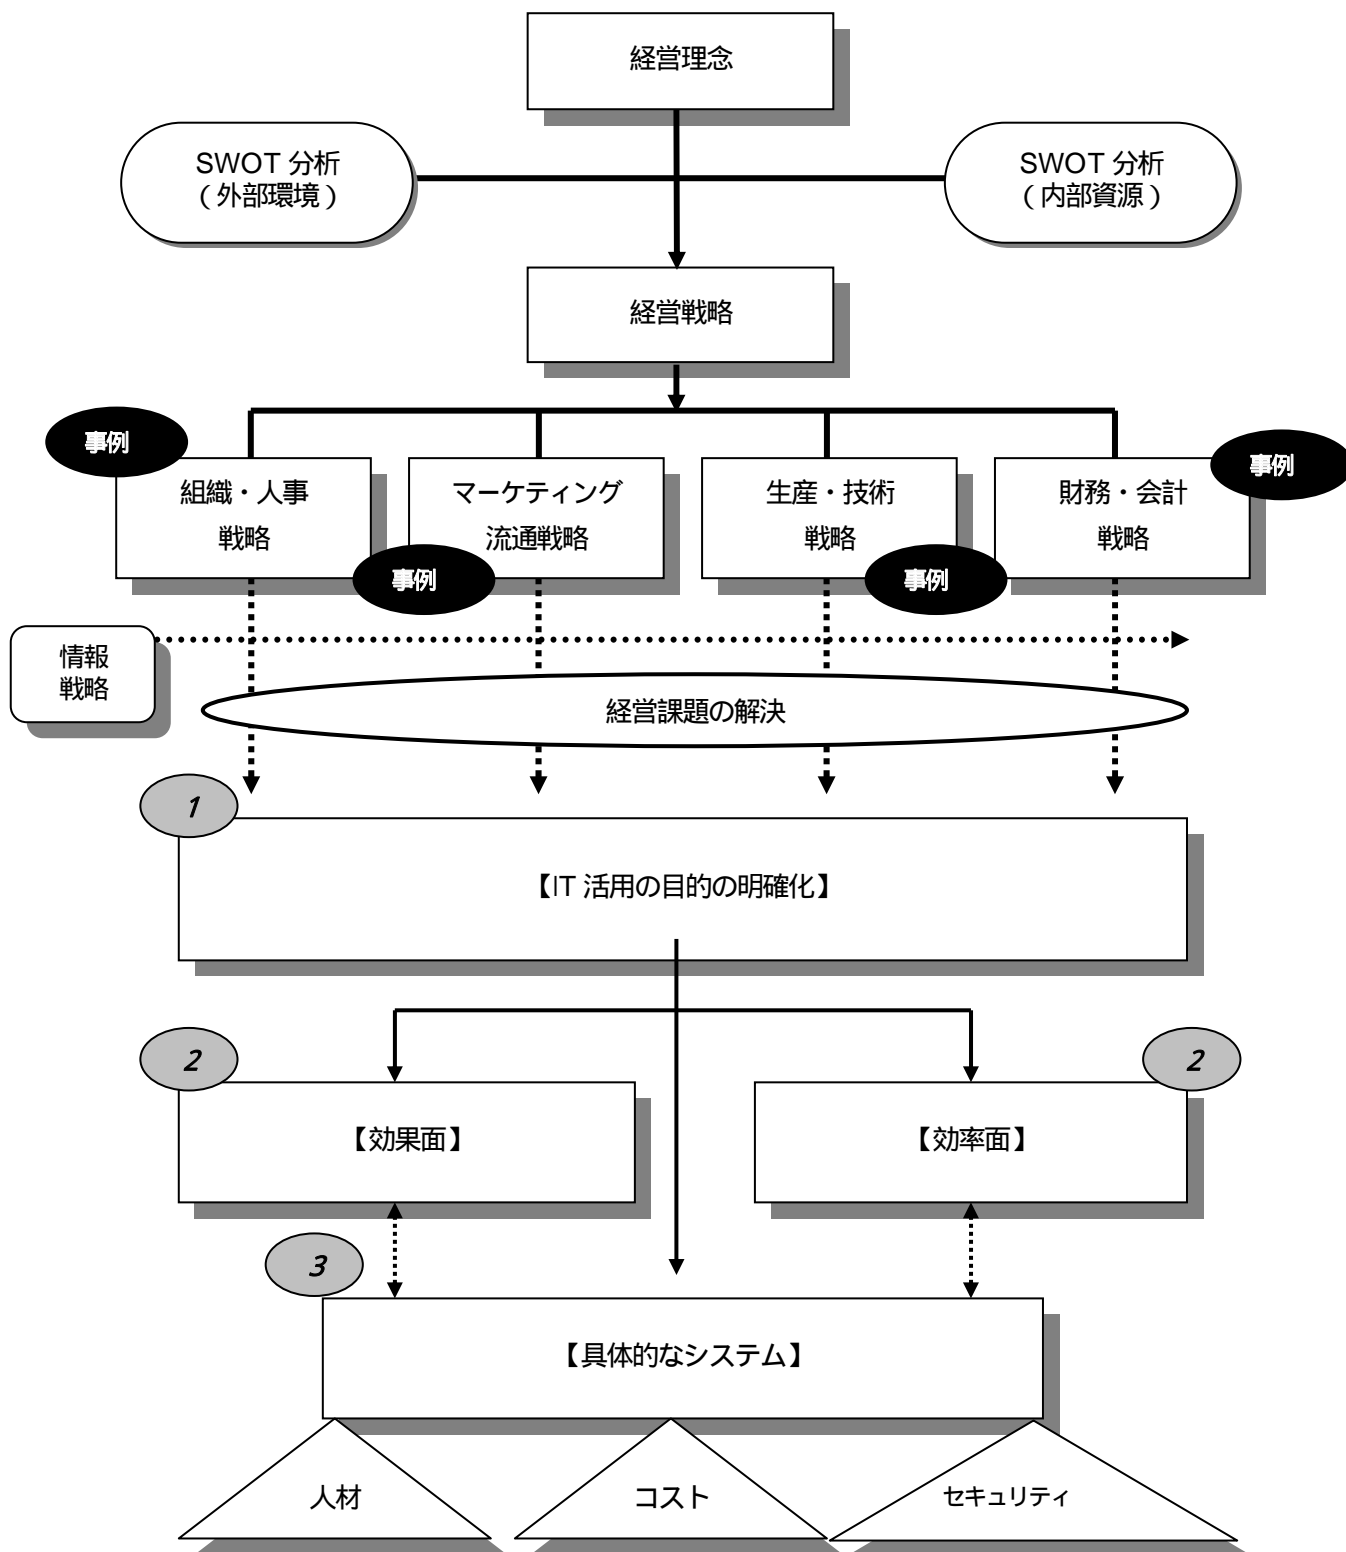 経営理念
SWOT 分析
（外部環境）
SWOT 分析
（内部資源）
経営戦略
事例
事例
組織・人事
戦略
マーケティング
流通戦略
生産・技術
戦略
財務・会計
戦略
事例
事例
情報
戦略
経営課題の解決
1
【IT 活用の目的の明確化】
2
2
【効果面】
【効率面】
3
【具体的なシステム】
人材
コスト
セキュリティ